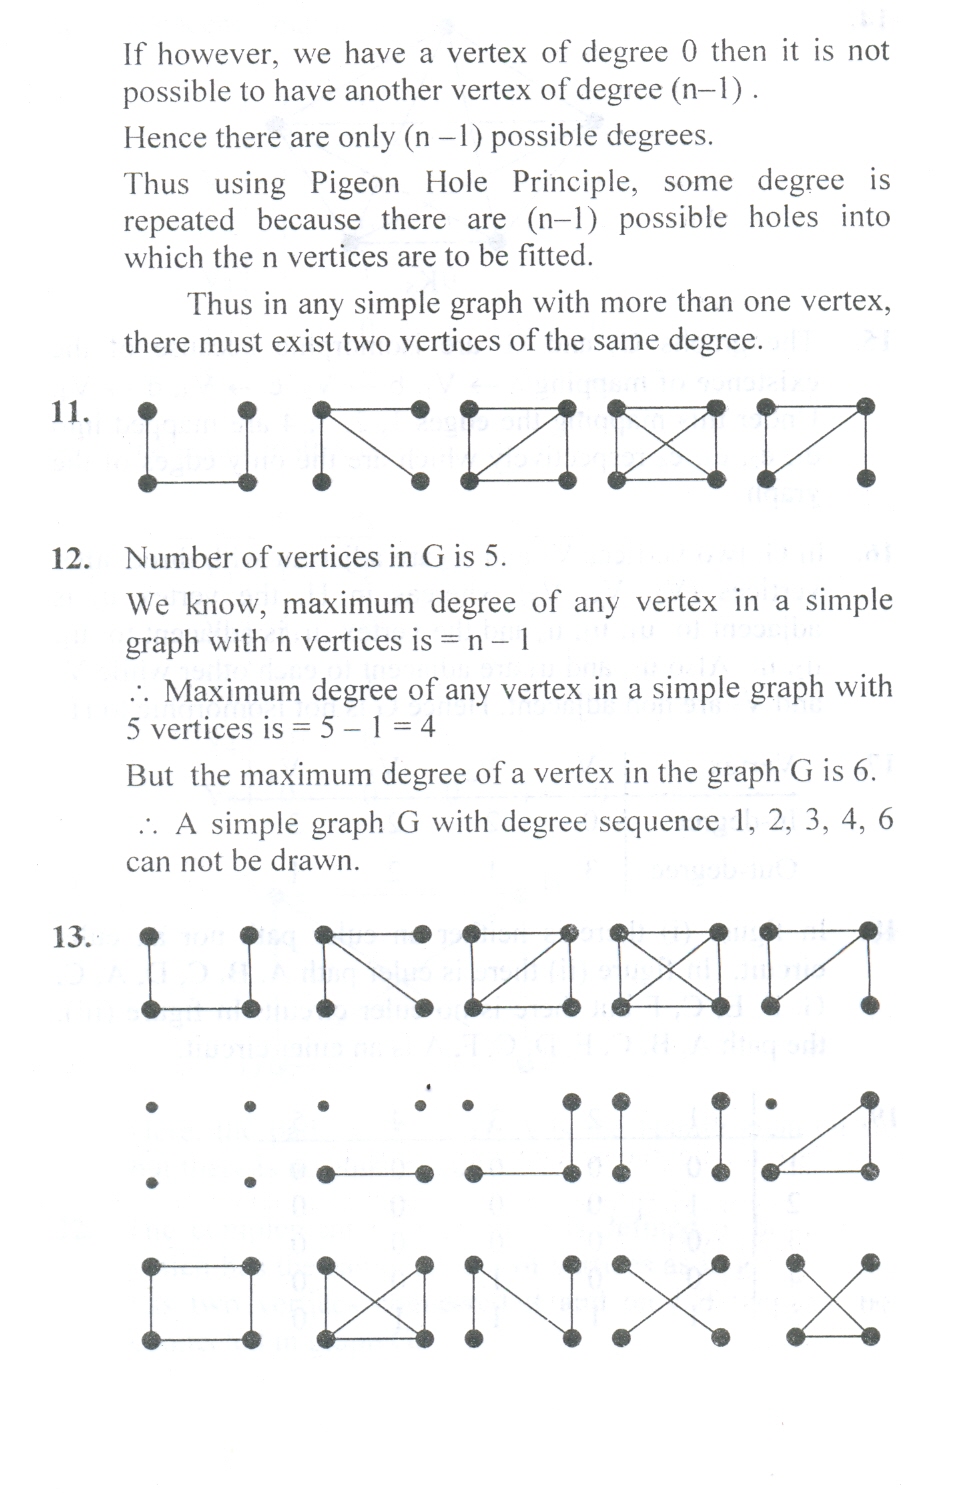 If however, we have a vertex of degree 0 then it is not
possible to have another vertex of degree (n–1) .
Hence there are only (n –1) possible degrees.
Thus using Pigeon Hole Principle, some degree is
repeated because there are (n–1) possible holes into
which the n vertices are to be fitted.
Thus in any simple graph with more than one vertex,
there must exist two vertices of the same degree.
11.
12. Number of vertices in G is 5.
We know, maximum degree of any vertex in a simple
graph with n vertices is = n – 1
∴ Maximum degree of any vertex in a simple graph with
5 vertices is = 5 – 1 = 4
But the maximum degree of a vertex in the graph G is 6.
∴ A simple graph G with degree sequence 1, 2, 3, 4, 6
can not be drawn.
13.